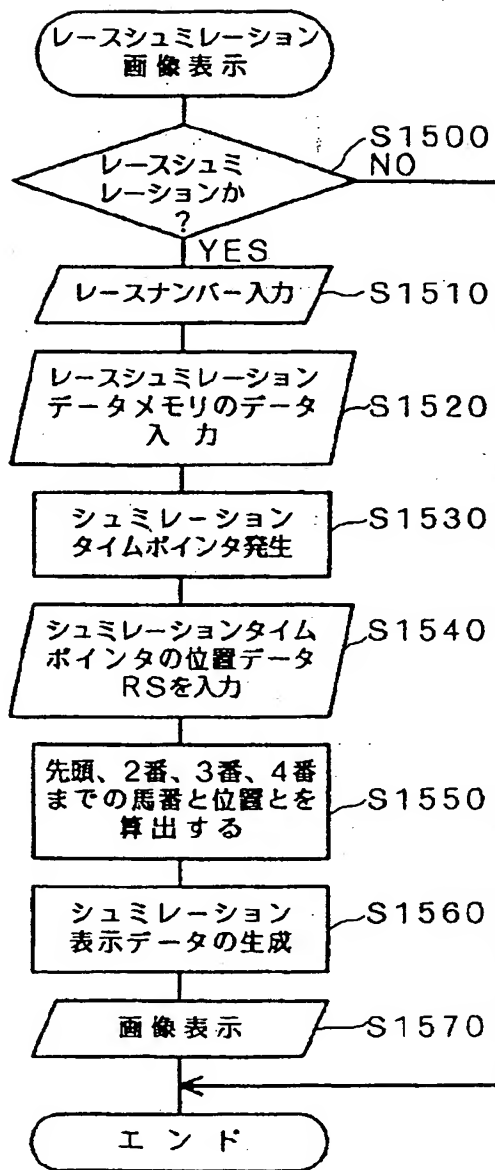 レースシュミレーション
画像表示
S1500
レースシュミ
レーションか
?
NO
YES
レースナンバー入力
S1510
レースシュミレーション
データメモリのデータ
入力
S1520
シュミレーション
タイムポインタ発生
S1530
シュミレーションタイム
ポインタの位置データ
RSを入力
S1540
先頭、2番、3番、4番
までの馬番と位置とを
算出する
S1550
シュミレーション
表示データの生成
S1560
画像表示
S1570
エンド